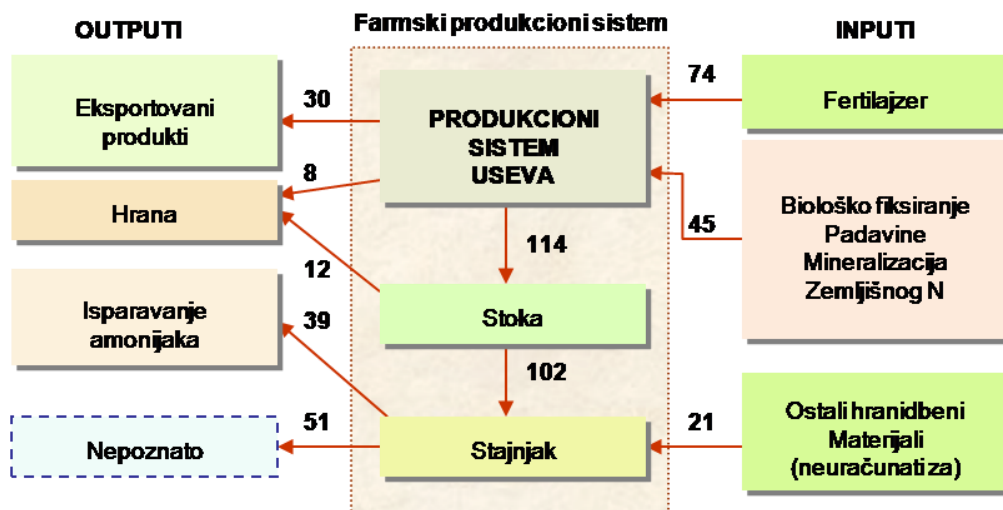 OUTPUTI
Farmski produkcioni sistem
INPUTI
Eksportovani
produkti
30
PRODUKCIONI
SISTEM
USEVA
74
Fertilajzer
8
Hrana
45
Biološko fiksiranje
Padavine
Mineralizacija
Zemljišnog N
114
12
Isparavanje
amonijaka
39
Stoka
102
51
Nepoznato
Stajnjak
21
Ostali hranidbeni
Materijali
(neuračunati za)